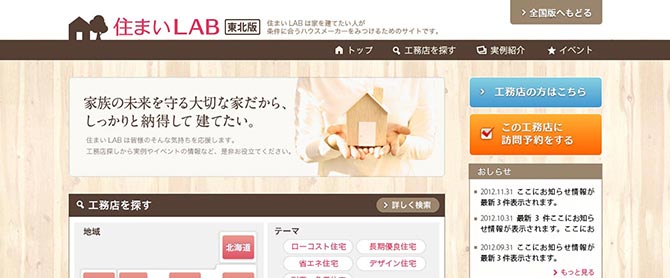 > 全国版へもどる
住まいLAB 東北版
住まいLABは家を建てたい人が
条件に合うハウスメーカーをみつけるためのサイトです。
トップ
工務店を探す
実例紹介
イベント
家族の未来を守る大切な家だから、
しっかりと納得して 建てたい。
住まいLABは皆様のそんな気持ちを応援します。
工務店探しから実例やイベントの情報など、是非お役立てください。
> 工務店の方はこちら
この工務店に
訪問予約をする
おしらせ
2012.11.31 ここにお知らせ情報が
最新3件表示されます。
2012.10.31 最新 3 件ここにお知ら
せ情報が表示されます。ここにお
2012.09.31 ここにお知らせ情報が
最新3件表示されます。
> もっと見る
工務店を探す
> 詳しく検索
地域
北海道
テーマ
ローコスト住宅
長期優良住宅
省エネ住宅
デザイン住宅